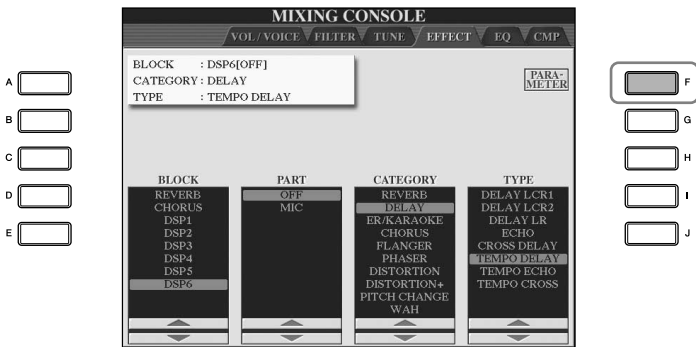 MIXING CONSOLE
VOL / VOICE FILTER TUNE EFFECT EQ CMP
BLOCK : DSP6[OFF]
CATEGORY : DELAY
TYPE : TEMPO DELAY
PARA-
METER
A
B
C
D
E
F
G
H
I
J
BLOCK
REVERB
CHORUS
DSP1
DSP2
DSP3
DSP4
DSP5
DSP6
PART
OFF
MIC
CATEGORY
REVERB
DELAY
ER/KARAOKE
CHORUS
FLANGER
PHASER
DISTORTION
DISTORTION+
PITCH CHANGE
WAH
TYPE
DELAY LCR1
DELAY LCR2
DELAY LR
ECHO
CROSS DELAY
TEMPO DELAY
TEMPO ECHO
TEMPO CROSS